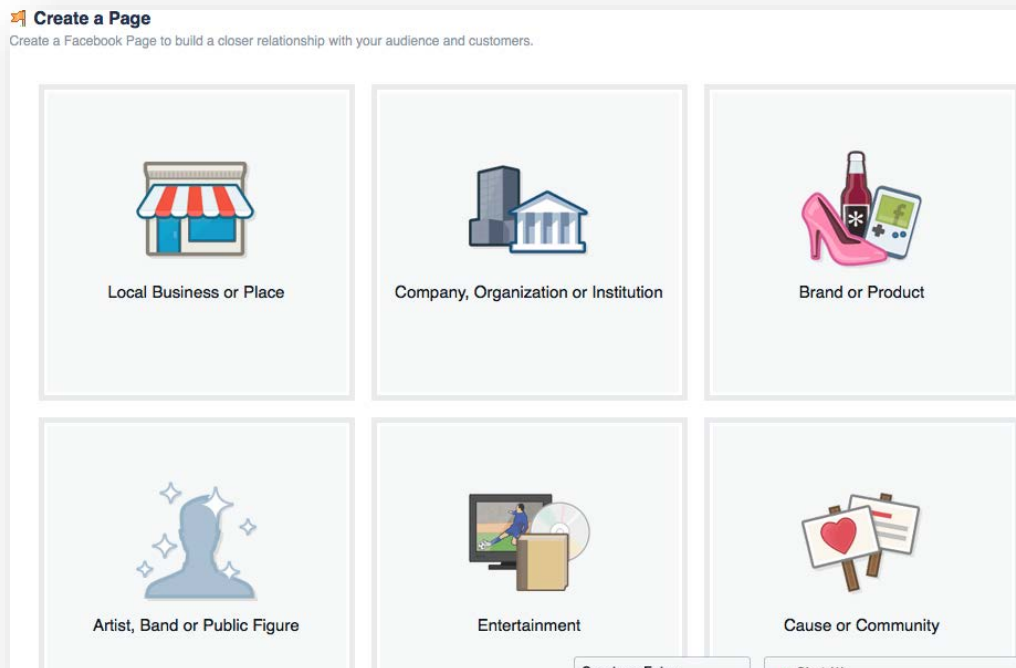 Create a Page
Create a Facebook Page to build a closer relationship with your audience and customers.
Local Business or Place
Company, Organization or Institution
Brand or Product
Artist, Band or Public Figure
Entertainment
Cause or Community